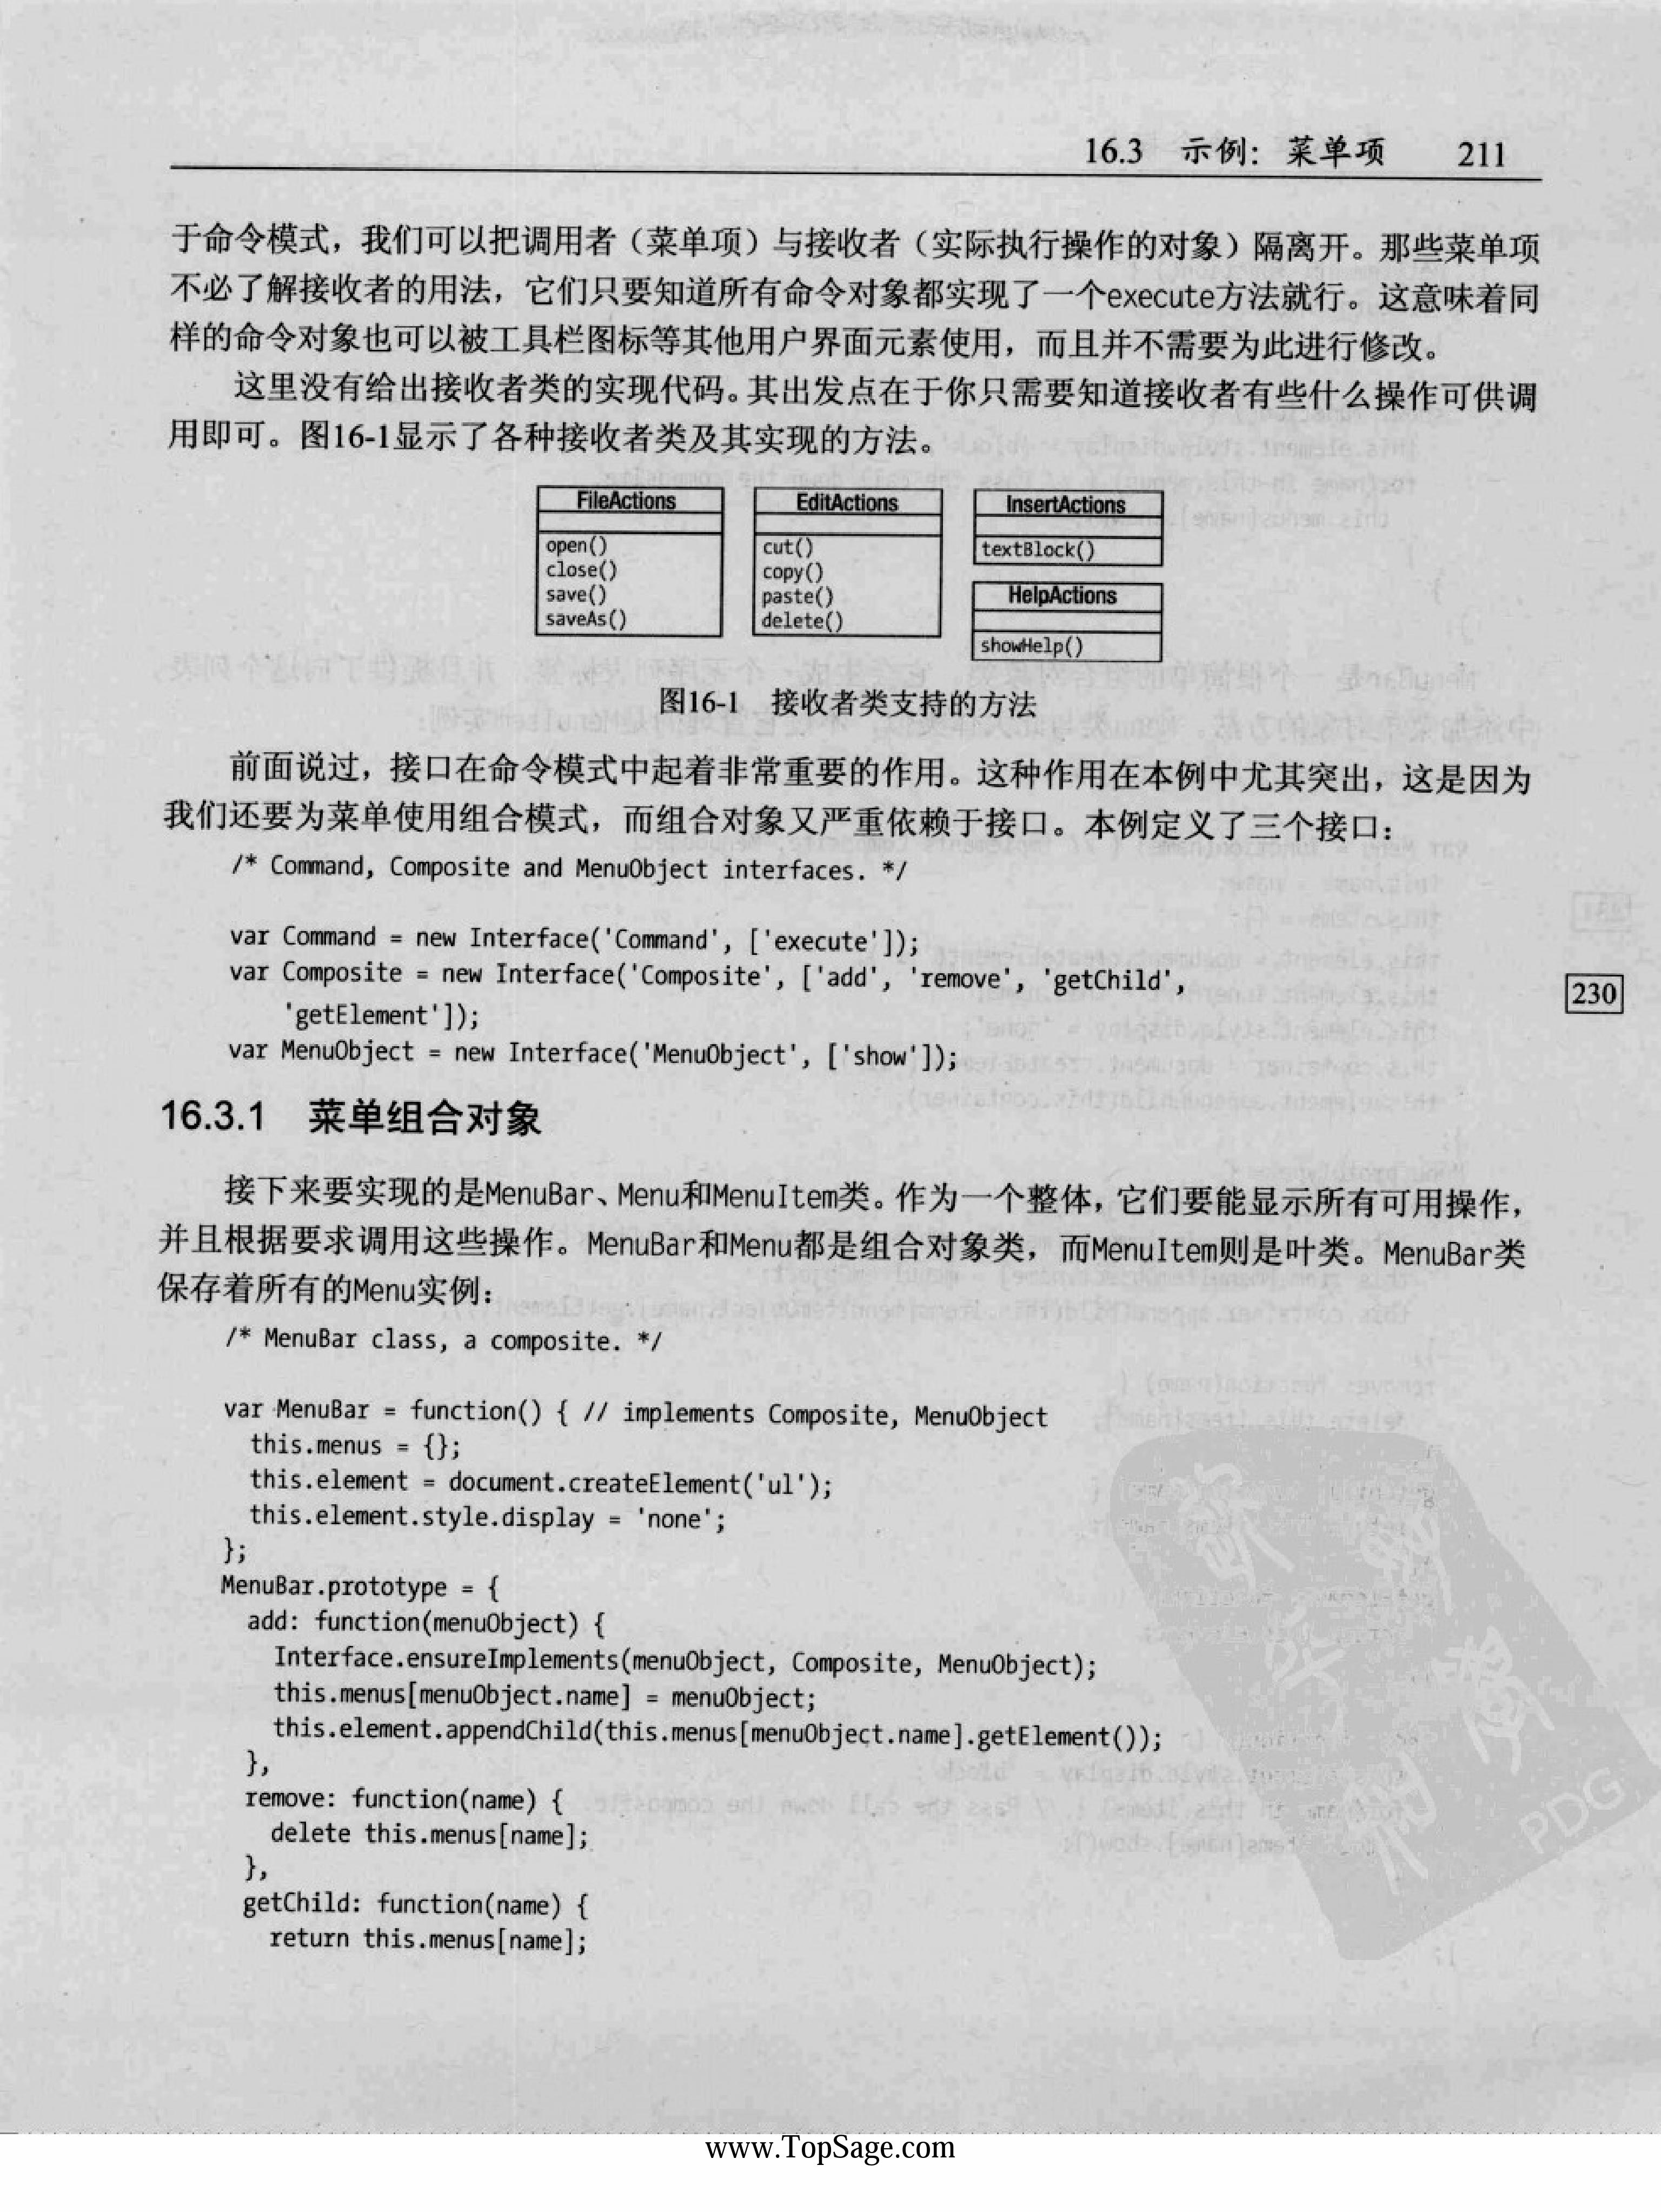 16.3 示例：菜单项 211
于命令模式，我们可以把调用者（菜单项）与接收者（实际执行操作的对象）隔离开。那些菜单项
不必了解接收者的用法，它们只要知道所有命令对象都实现了一个execute方法就行。这意味着同
样的命令对象也可以被工具栏图标等其他用户界面元素使用，而且并不需要为此进行修改。
这里没有给出接收者类的实现代码。其出发点在于你只需要知道接收者有些什么操作可供调
用即可。图16-1显示了各种接收者类及其实现的方法。
FileActions
open()
close()
save()
saveAs()
EditActions
cut()
copy()
paste()
delete()
InsertActions
textBlock()
HelpActions
showHelp()
图16-1 接收者类支持的方法
前面说过，接口在命令模式中起着非常重要的作用。这种作用在本例中尤其突出，这是因为
我们还要为菜单使用组合模式，而组合对象又严重依赖于接口。本例定义了三个接口：
/* Command, Composite and MenuObject interfaces. */
var Command = new Interface('Command', ['execute']);
var Composite = new Interface('Composite', ['add', 'remove', 'getChild',
'getElement']);
var MenuObject = new Interface('MenuObject', ['show']);
230
16.3.1 菜单组合对象
接下来要实现的是MenuBar、Menu和MenuItem类。作为一个整体，它们要能显示所有可用操作，
并且根据要求调用这些操作。MenuBar和Menu都是组合对象类，而MenuItem则是叶类。MenuBar类
保存着所有的Menu实例：
/* MenuBar class, a composite. */
var MenuBar = function() { // implements Composite, MenuObject
this.menus = {};
this.element = document.createElement('ul');
this.element.style.display = 'none';
};
MenuBar.prototype = {
add: function(menuObject) {
Interface.ensureImplements(menuObject, Composite, MenuObject);
this.menus[menuObject.name] = menuObject;
this.element.appendChild(this.menus[menuObject.name].getElement());
},
remove: function(name) {
delete this.menus[name];
},
getChild: function(name) {
return this.menus[name];
PDG
www.TopSage.com